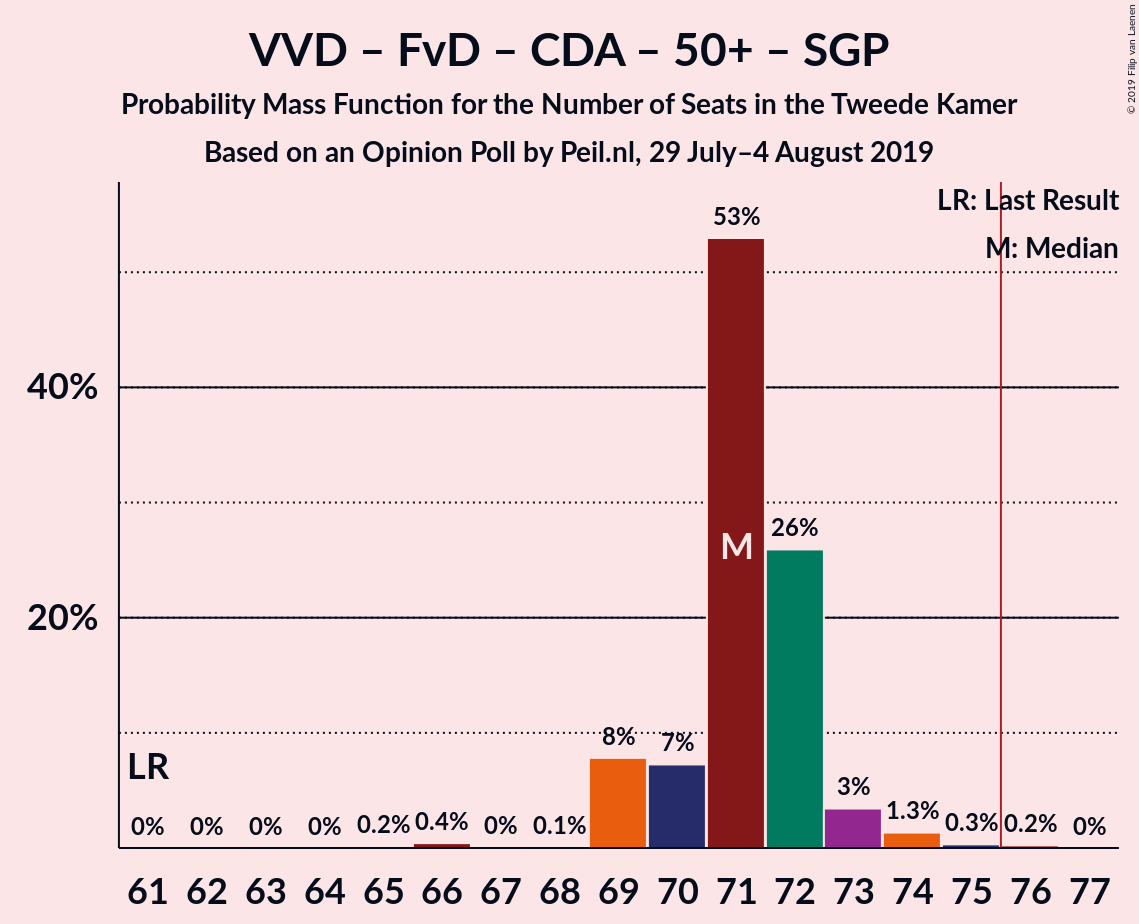 VVD – FvD – CDA – 50+ – SGP
Probability Mass Function for the Number of Seats in the Tweede Kamer
Based on an Opinion Poll by Peil.nl, 29 July–4 August 2019
© 2019 Filip van Laenen
LR: Last Result
M: Median
53%
40%
26%
M
20%
8%
7%
LR
3%
1.3%
0% 0% 0% 0% 0.2% 0.4% 0% 0.1% 0.3% 0.2% 0%
61 62 63 64 65 66 67 68 69 70 71 72 73 74 75 76 77